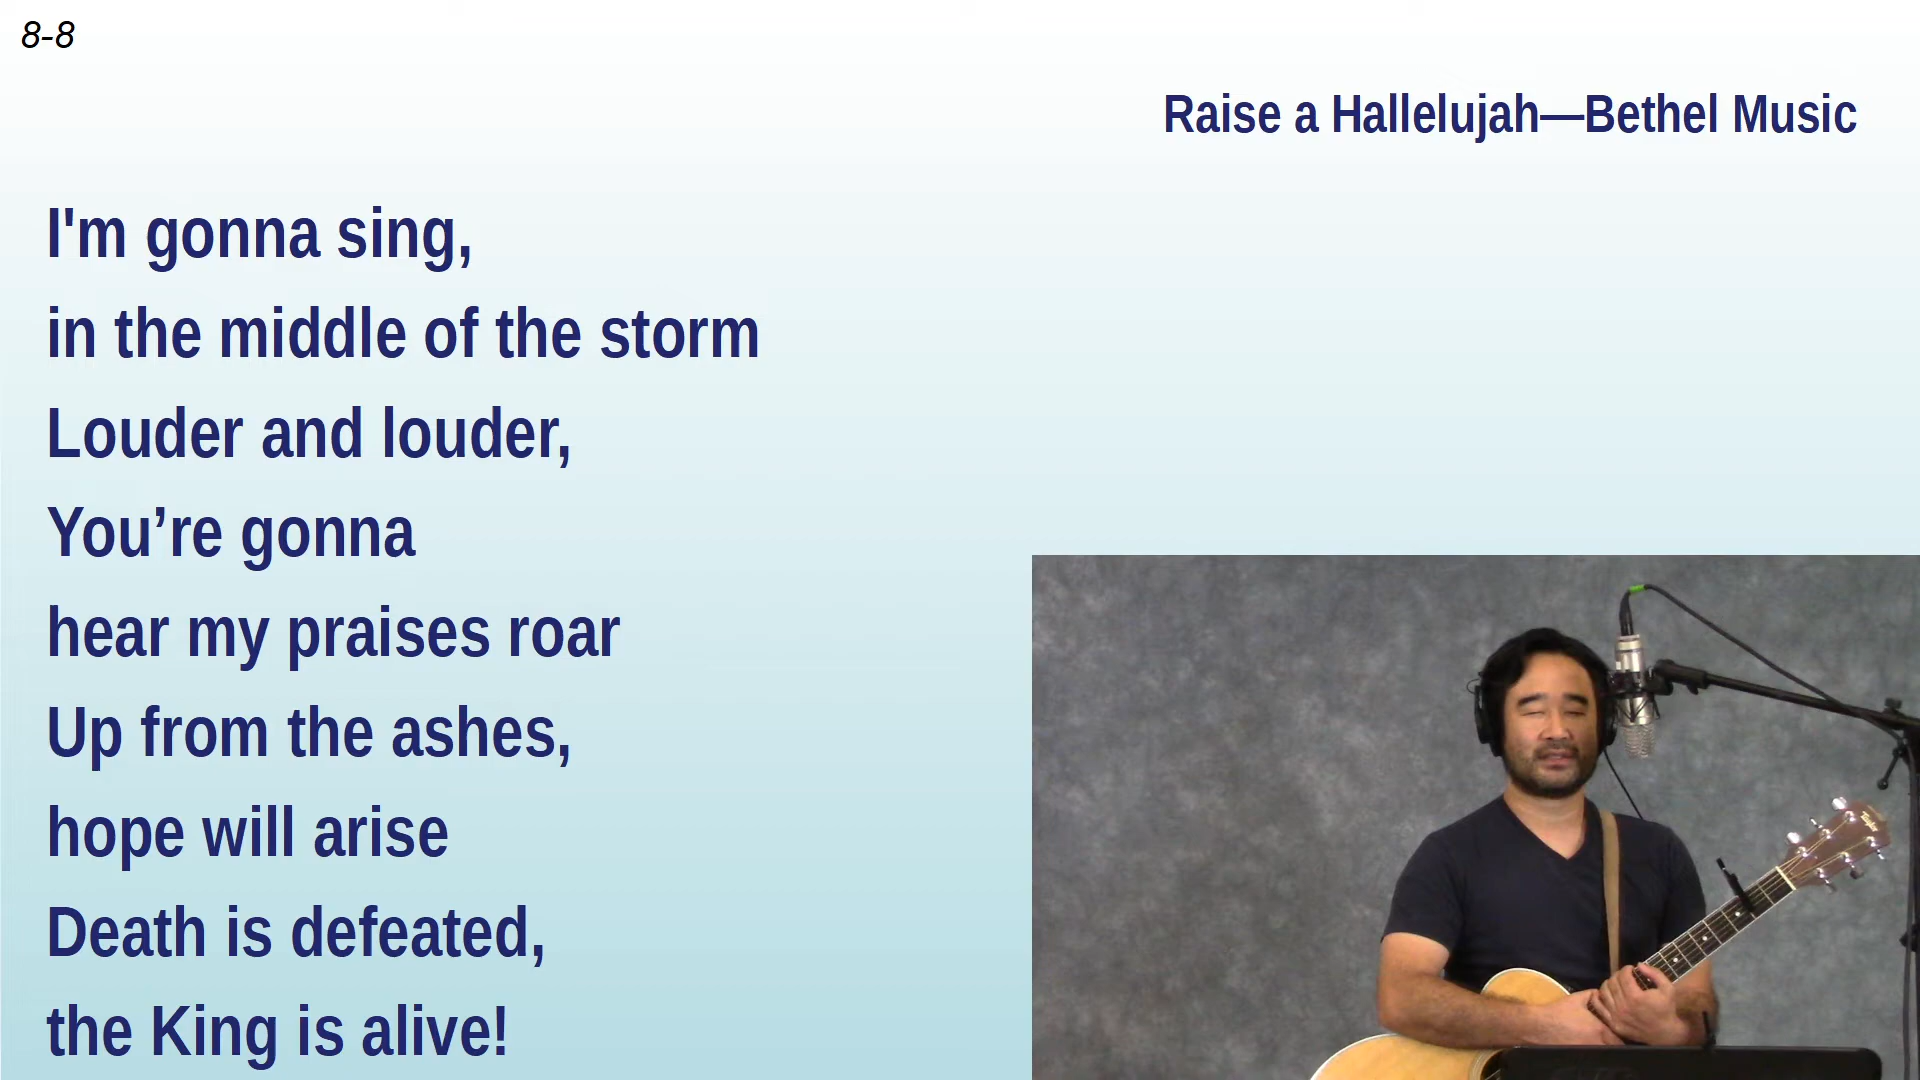 8-8
Raise a Hallelujah—Bethel Music
I'm gonna sing,
in the middle of the storm
Louder and louder,
You’re gonna
hear my praises roar
Up from the ashes,
hope will arise
Death is defeated,
the King is alive!
Taylor